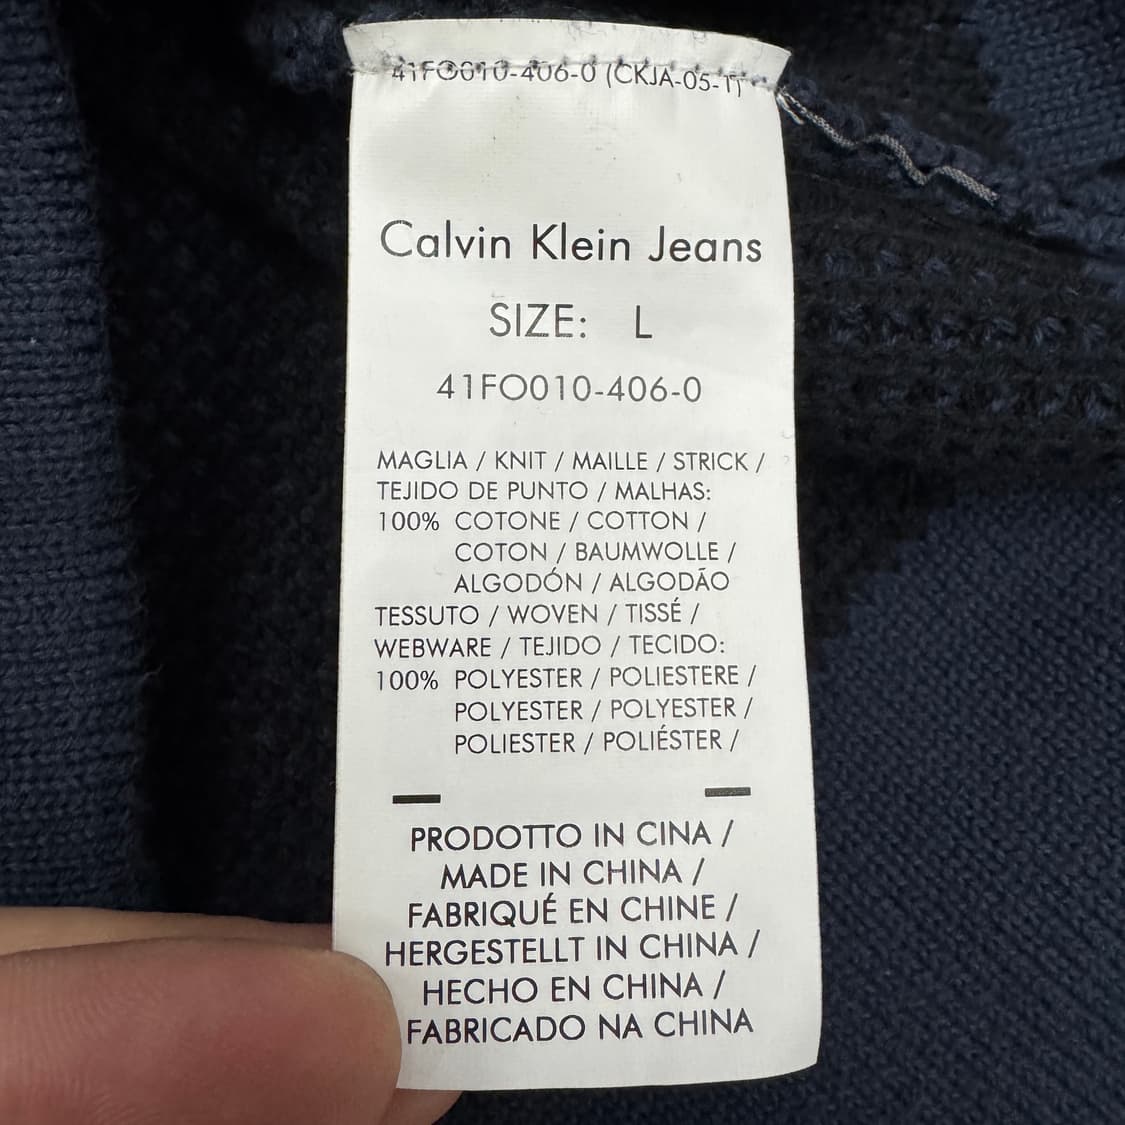 41FO010-406-0 (CKJA-05-1)
Calvin Klein Jeans
SIZE: L
41FO010-406-0
MAGLIA / KNIT / MAILLE / STRICK /
TEJIDO DE PUNTO / MALHAS:
100% COTONE / COTTON /
COTON / BAUMWOLLE /
ALGODÓN / ALGODÃO
TESSUTO / WOVEN / TISSÉ /
WEBWARE / TEJIDO / TECIDO:
100% POLYESTER / POLIESTERE /
POLYESTER / POLYESTER /
POLIESTER / POLIÉSTER /
PRODOTTO IN CINA /
MADE IN CHINA /
FABRIQUÉ EN CHINE /
HERGESTELLT IN CHINA /
HECHO EN CHINA /
FABRICADO NA CHINA